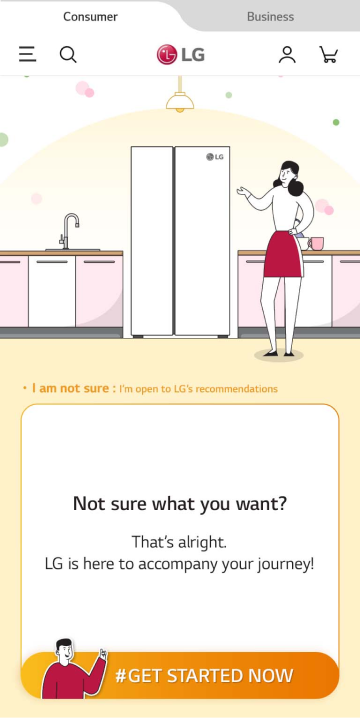 Consumer
Business
LG
LG
• I am not sure : I'm open to LG's recommendations
Not sure what you want?
That's alright.
LG is here to accompany your journey!
#GET STARTED NOW